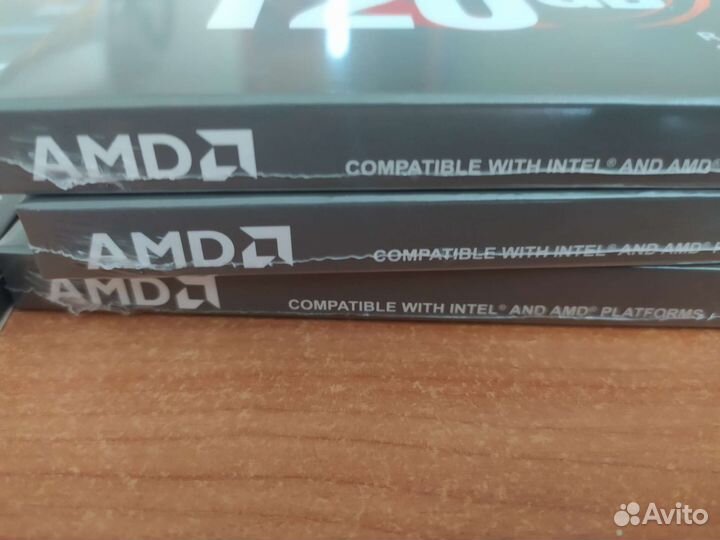 120GB
AMD COMPATIBLE WITH INTEL® AND AMD®
AMD COMPATIBLE WITH INTEL® AND AMD®
AMD COMPATIBLE WITH INTEL® AND AMD® PLATFORMS
Avito